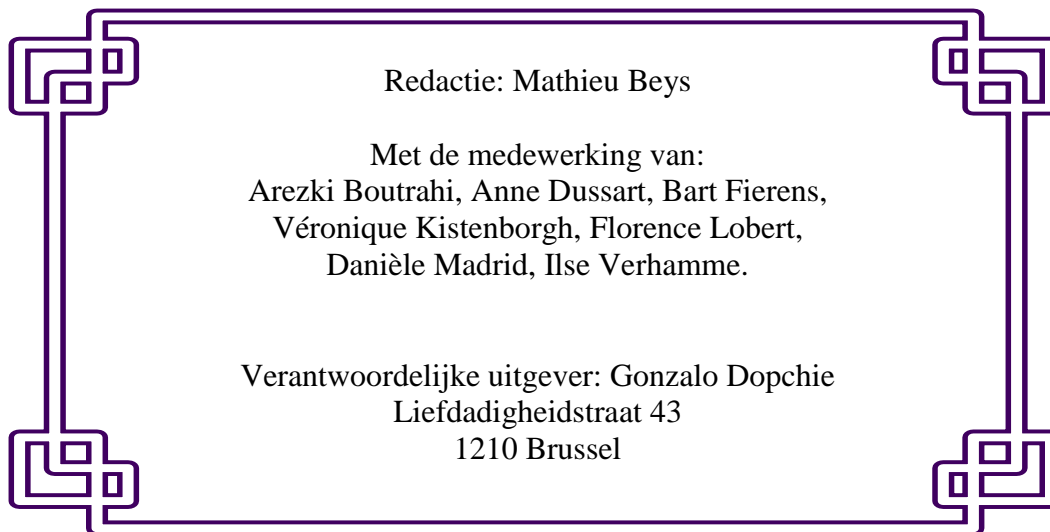 Redactie: Mathieu Beys
Met de medewerking van:
Arezki Boutrahi, Anne Dussart, Bart Fierens,
Véronique Kistenborgh, Florence Lobert,
Danièle Madrid, Ilse Verhamme.
Verantwoordelijke uitgever: Gonzalo Dopchie
Liefdadigheidstraat 43
1210 Brussel